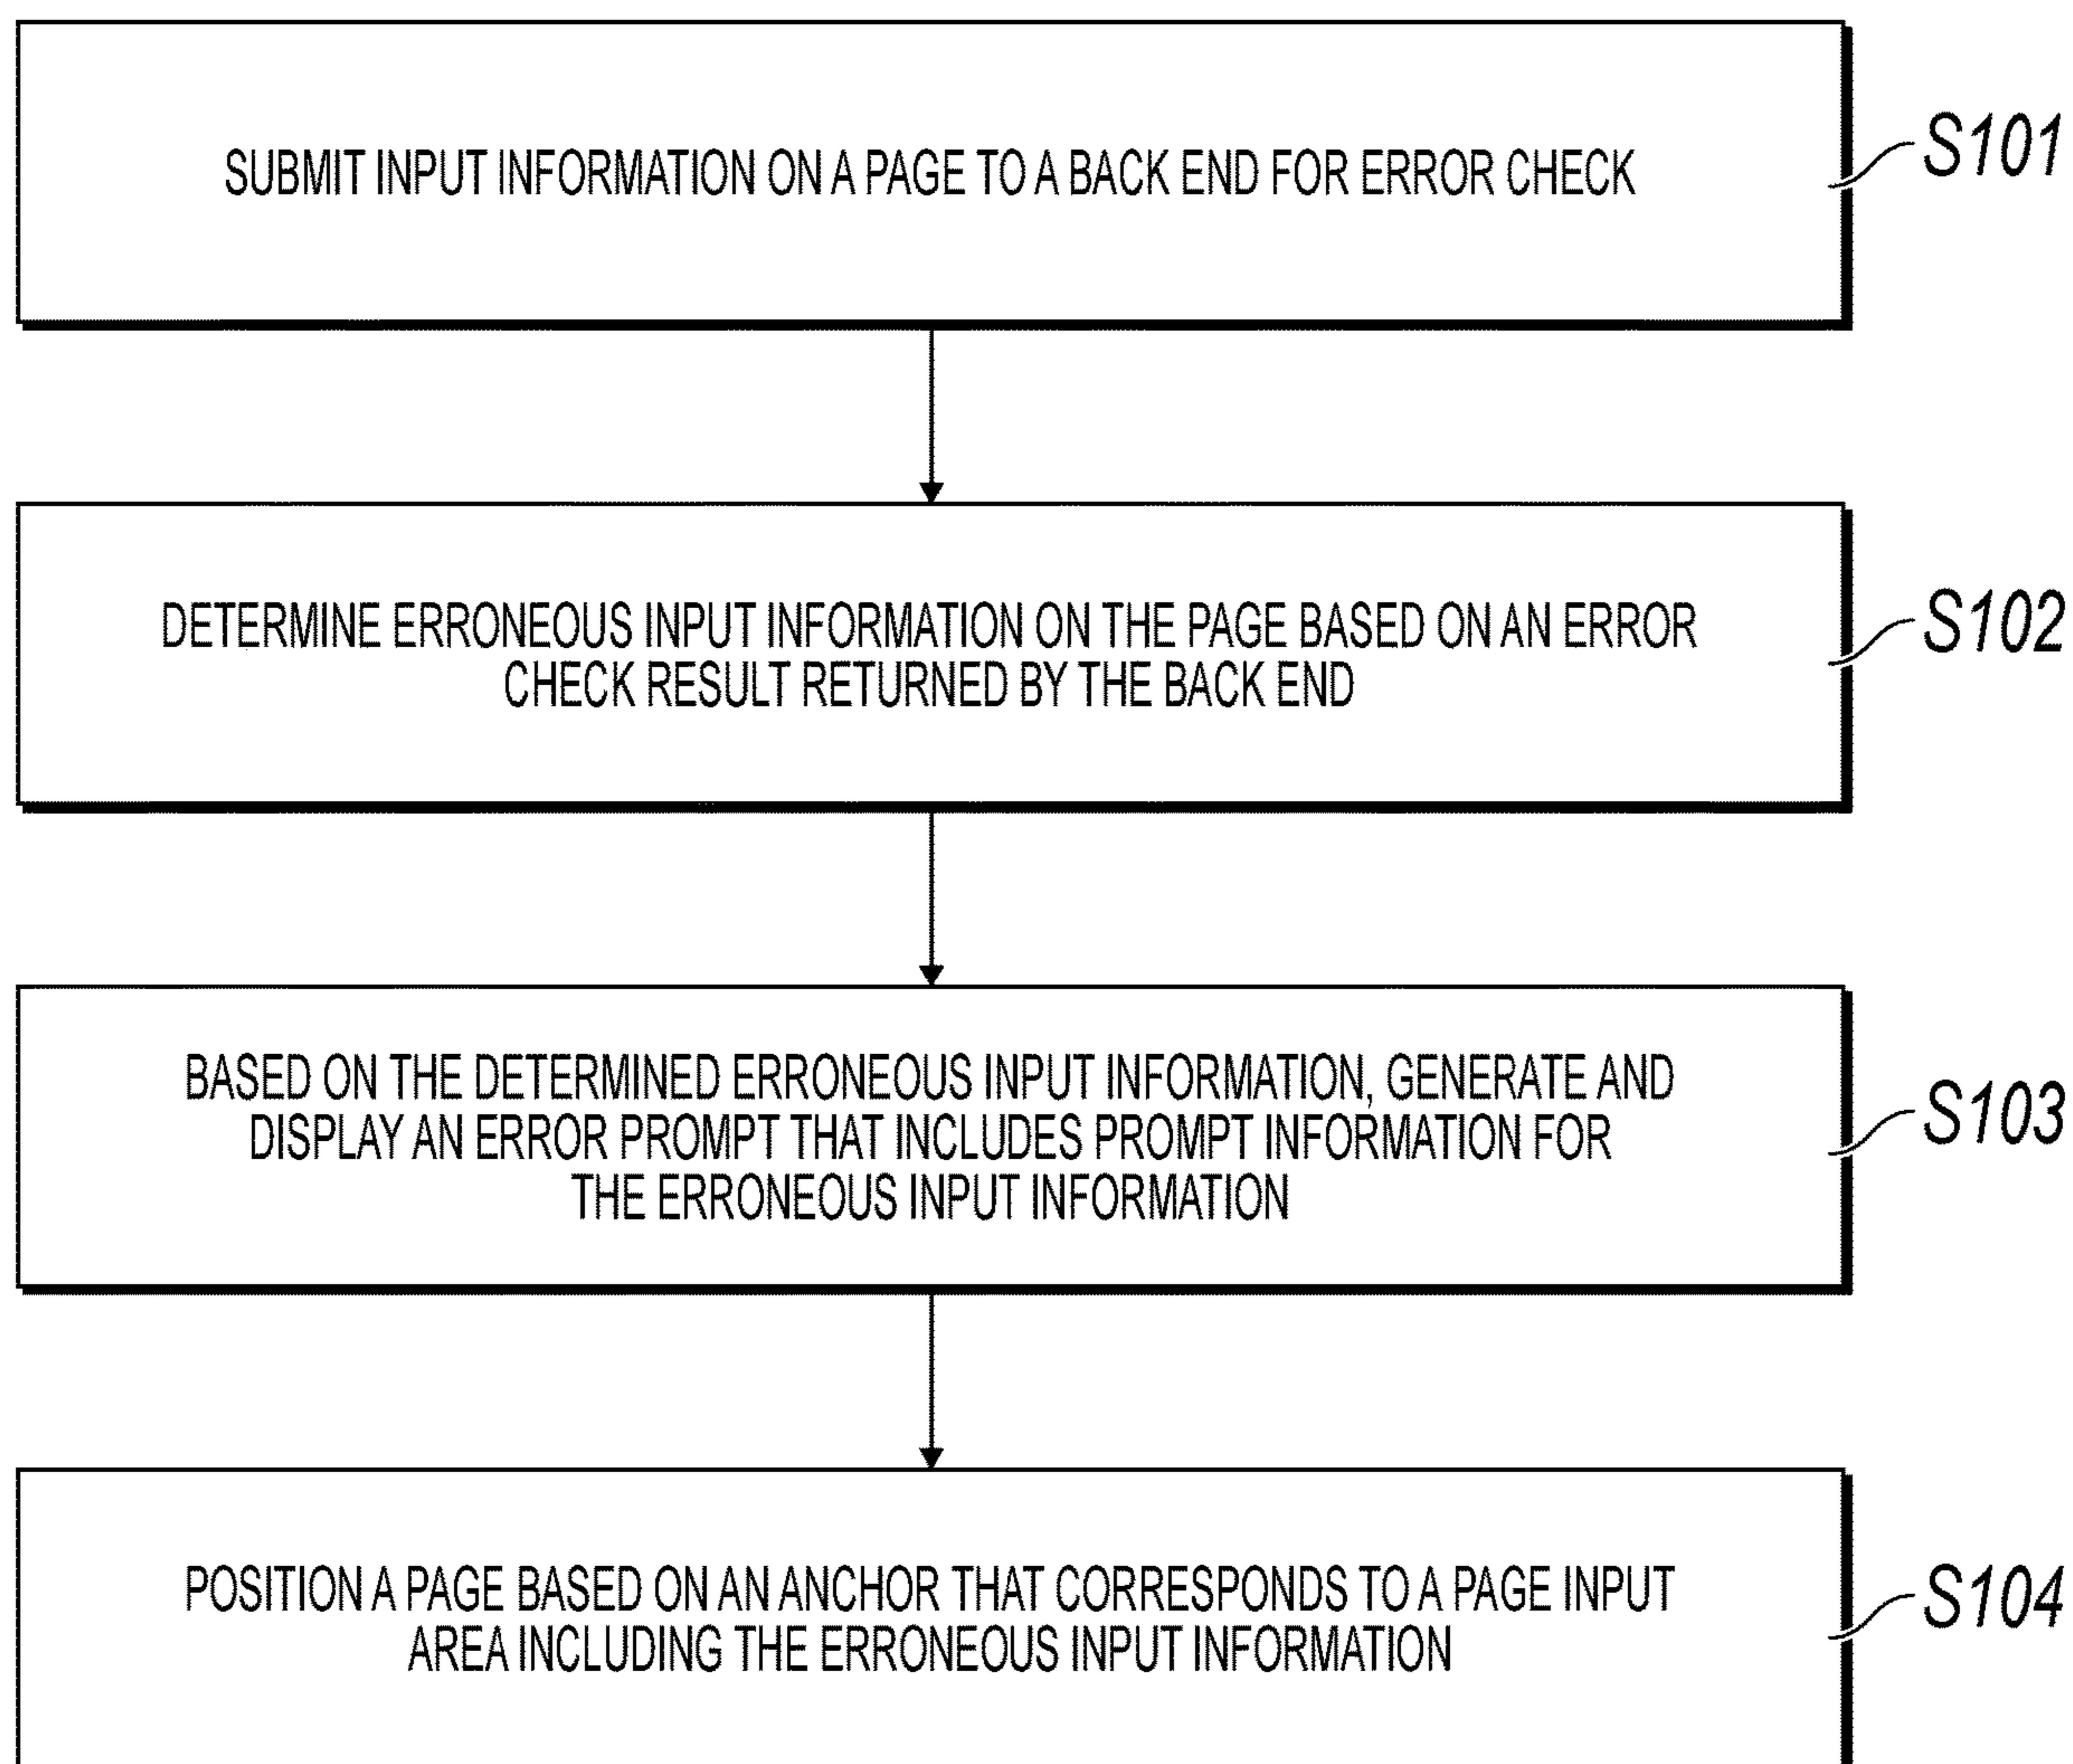 SUBMIT INPUT INFORMATION ON A PAGE TO A BACK END FOR ERROR CHECK
S101
DETERMINE ERRONEOUS INPUT INFORMATION ON THE PAGE BASED ON AN ERROR
CHECK RESULT RETURNED BY THE BACK END
S102
BASED ON THE DETERMINED ERRONEOUS INPUT INFORMATION, GENERATE AND
DISPLAY AN ERROR PROMPT THAT INCLUDES PROMPT INFORMATION FOR
THE ERRONEOUS INPUT INFORMATION
S103
POSITION A PAGE BASED ON AN ANCHOR THAT CORRESPONDS TO A PAGE INPUT
AREA INCLUDING THE ERRONEOUS INPUT INFORMATION
S104